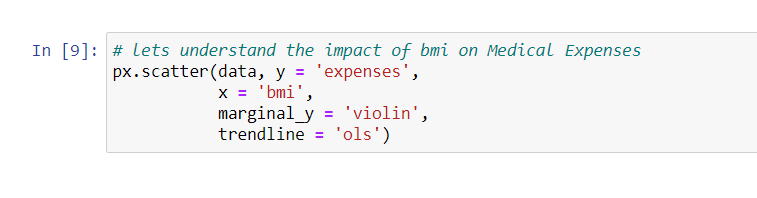 In [9]: # lets understand the impact of bmi on Medical Expenses
px.scatter(data, y = 'expenses',
x = 'bmi',
marginal_y = 'violin',
trendline = 'ols')